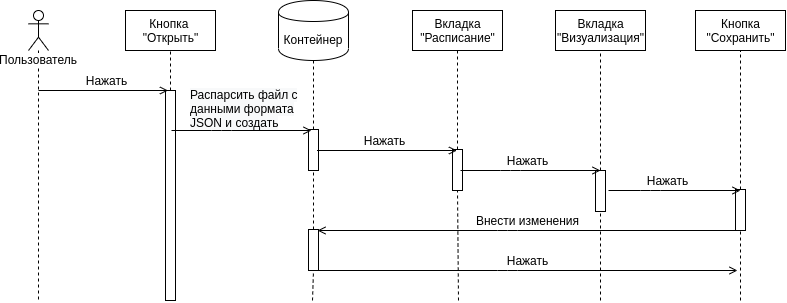 Кнопка
"Открыть"
Контейнер
Вкладка
"Расписание"
Вкладка
"Визуализация"
Кнопка
"Сохранить"
Пользователь
Нажать
Распарсить файл с
данными формата
JSON и создать
Нажать
Нажать
Нажать
Внести изменения
Нажать